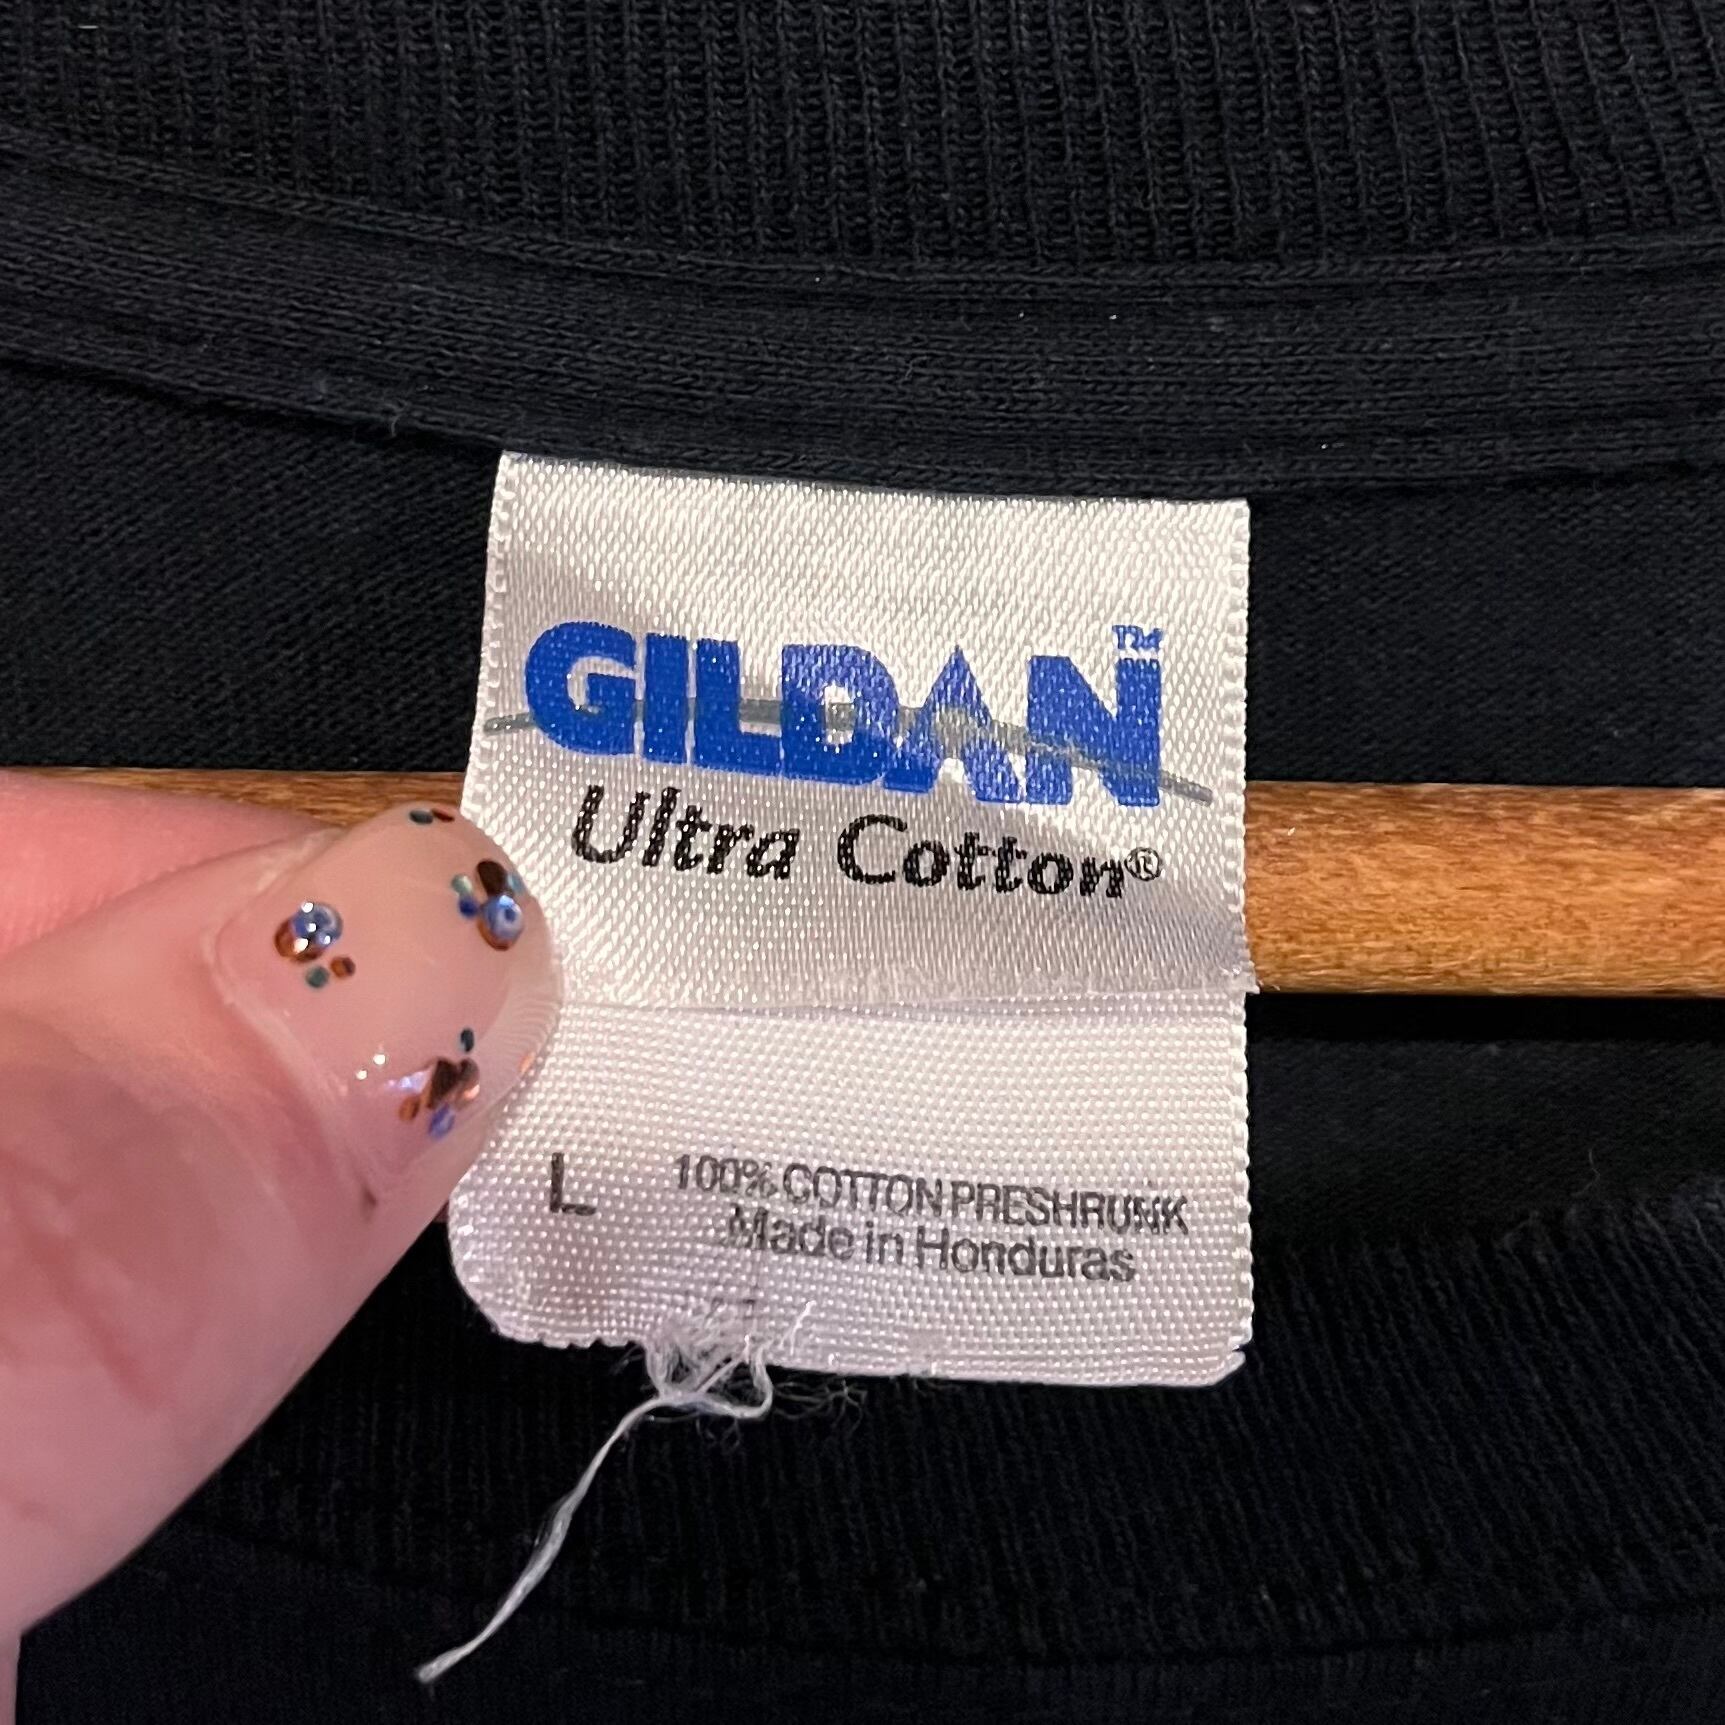 GILDAN™
Ultra Cotton®
L 100% COTTON PRESHRUNK
Made in Honduras